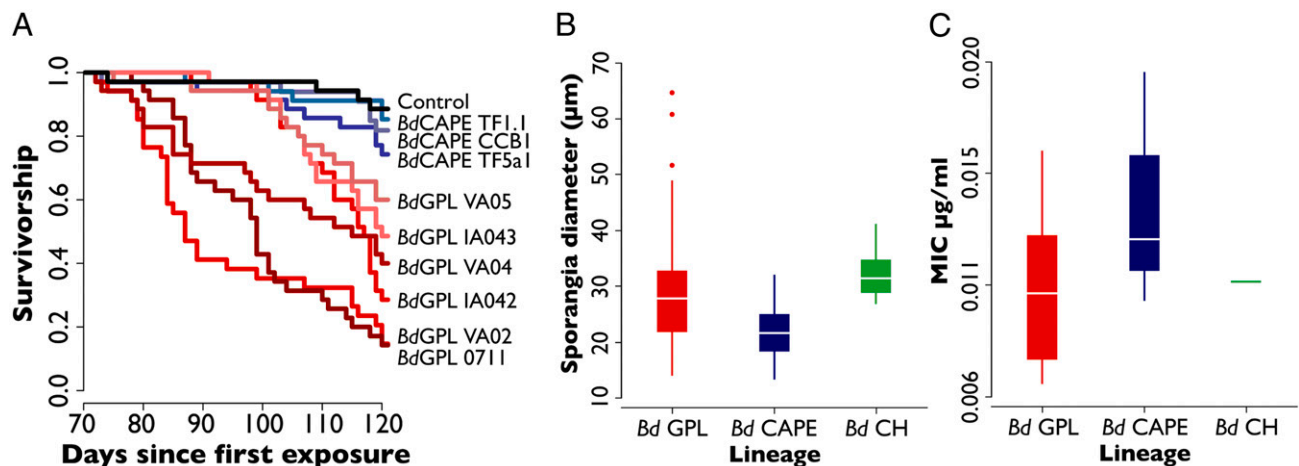 A
Survivorship
1.0
0.8
0.6
0.4
0.2
0.0
Control
BdCAPE TF1.1
BdCAPE CCB1
BdCAPE TF5a1
BdGPL VA05
BdGPL IA043
BdGPL VA04
BdGPL IA042
BdGPL VA02
BdGPL 0711
70 80 90 100 110 120
Days since first exposure
B
Sporangia diameter (µm)
70
60
50
40
30
20
10
Bd GPL Bd CAPE Bd CH
Lineage
C
MIC µg/ml
0.020
0.015
0.011
0.006
Bd GPL Bd CAPE Bd CH
Lineage